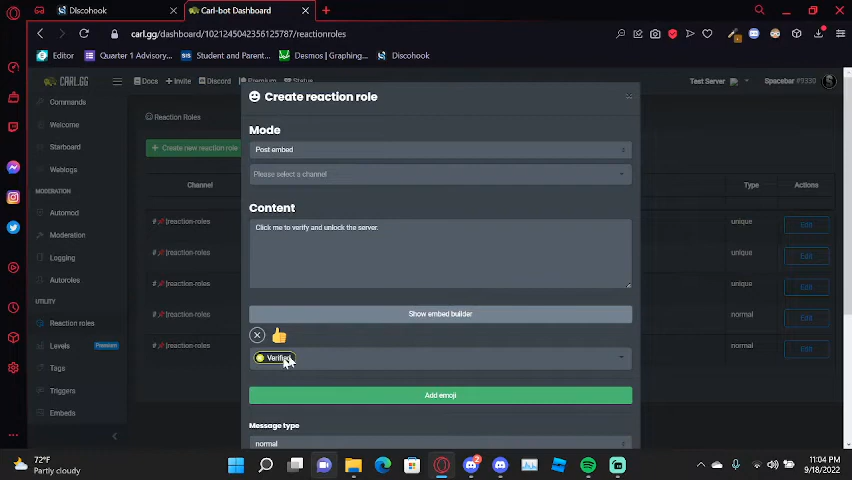 DIscohook
Carl-bot Dashboard
carl.gg/dashboard/1021245042356125787/reactionroles
Editor
Quarter 1 Advisory...
SIS
Student and Parent...
Desmos | Graphing...
Discohook
CARL.GG
Docs
+ Invite
Discord
Premium
Status
Test Server
Spacebar #9330
Commands
Welcome
Starboard
Weblogs
MODERATION
Automod
Moderation
Logging
Autoroles
UTILITY
Reaction roles
Levels
Premium
Tags
Triggers
Embeds
Reaction Roles
+ Create new reaction role
Channel
Type
Actions
#📌|reaction-roles
unique
Edit
#📌|reaction-roles
unique
Edit
#📌|reaction-roles
unique
Edit
#📌|reaction-roles
normal
Edit
#📌|reaction-roles
normal
Edit
Create reaction role
Mode
Post embed
Please select a channel
Content
Click me to verify and unlock the server.
Show embed builder
Verified
Add emoji
Message type
normal
72°F
Partly cloudy
2
11:04 PM
9/18/2022